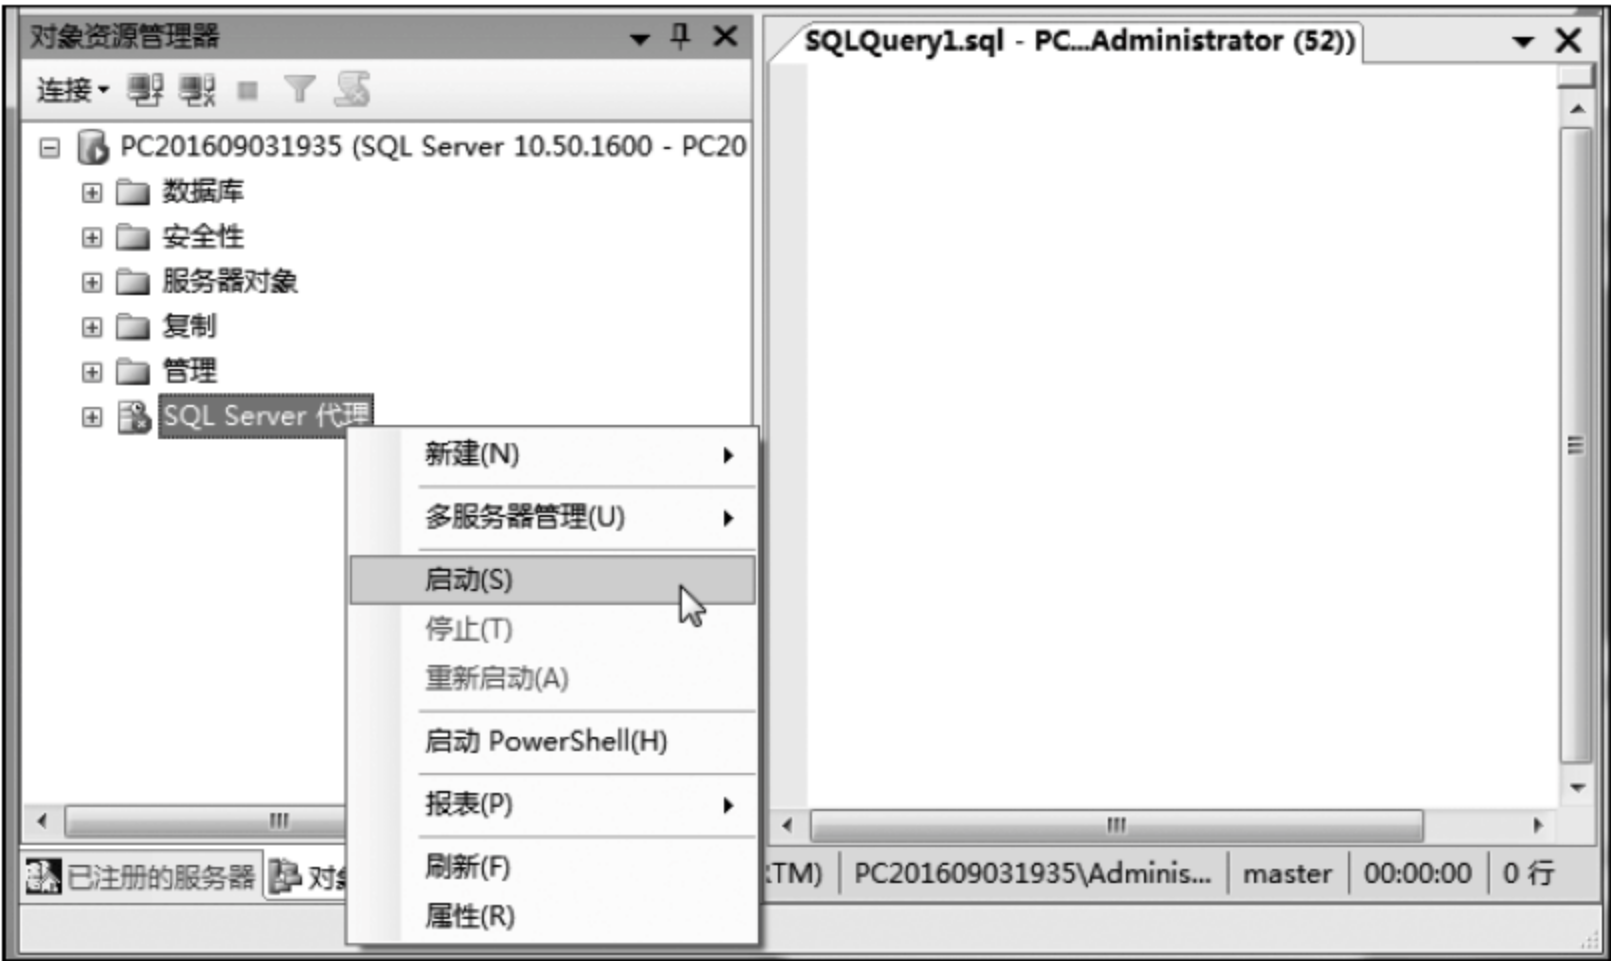 对象资源管理器
连接
PC201609031935 (SQL Server 10.50.1600 - PC20
数据库
安全性
服务器对象
复制
管理
SQL Server 代理
新建(N)
多服务器管理(U)
启动(S)
停止(T)
重新启动(A)
启动 PowerShell(H)
报表(P)
刷新(F)
属性(R)
已注册的服务器
对象
SQLQuery1.sql - PC...Administrator (52))
TM) PC201609031935\Adminis... master 00:00:00 0 行